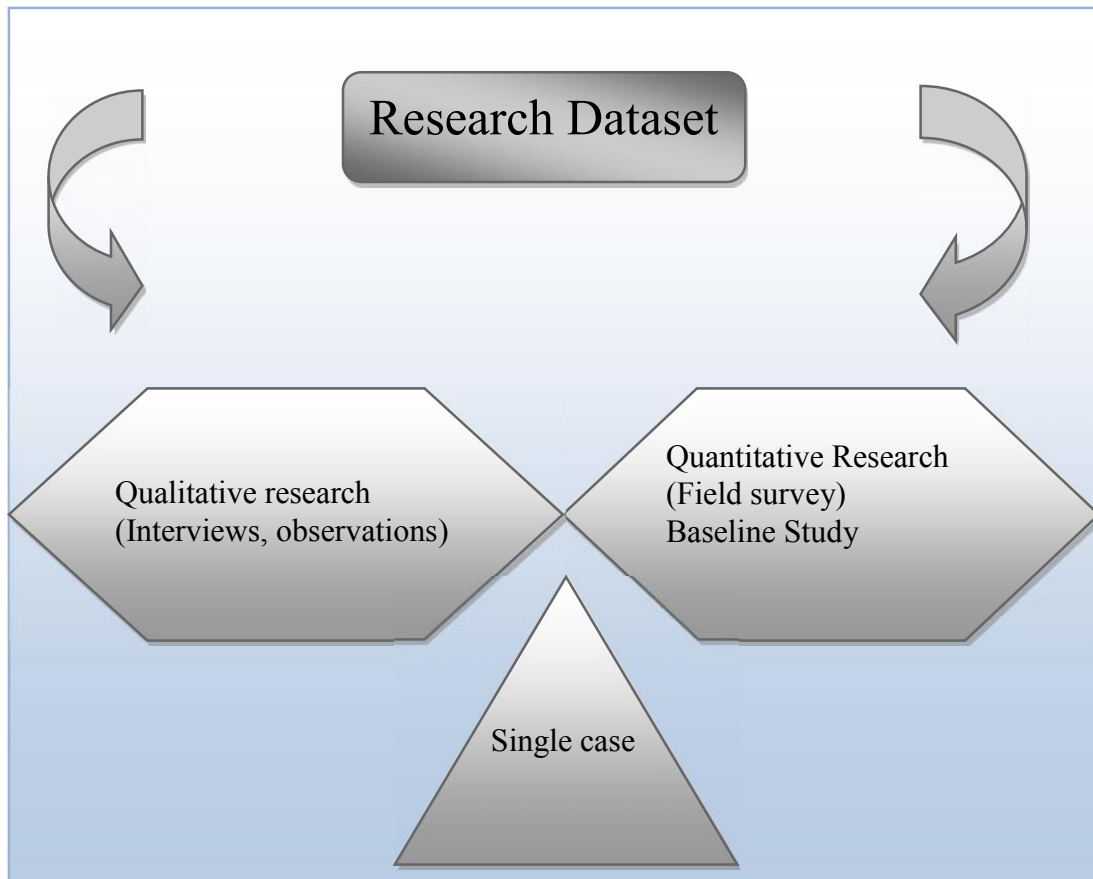 Research Dataset
Qualitative research
(Interviews, observations)
Quantitative Research
(Field survey)
Baseline Study
Single case